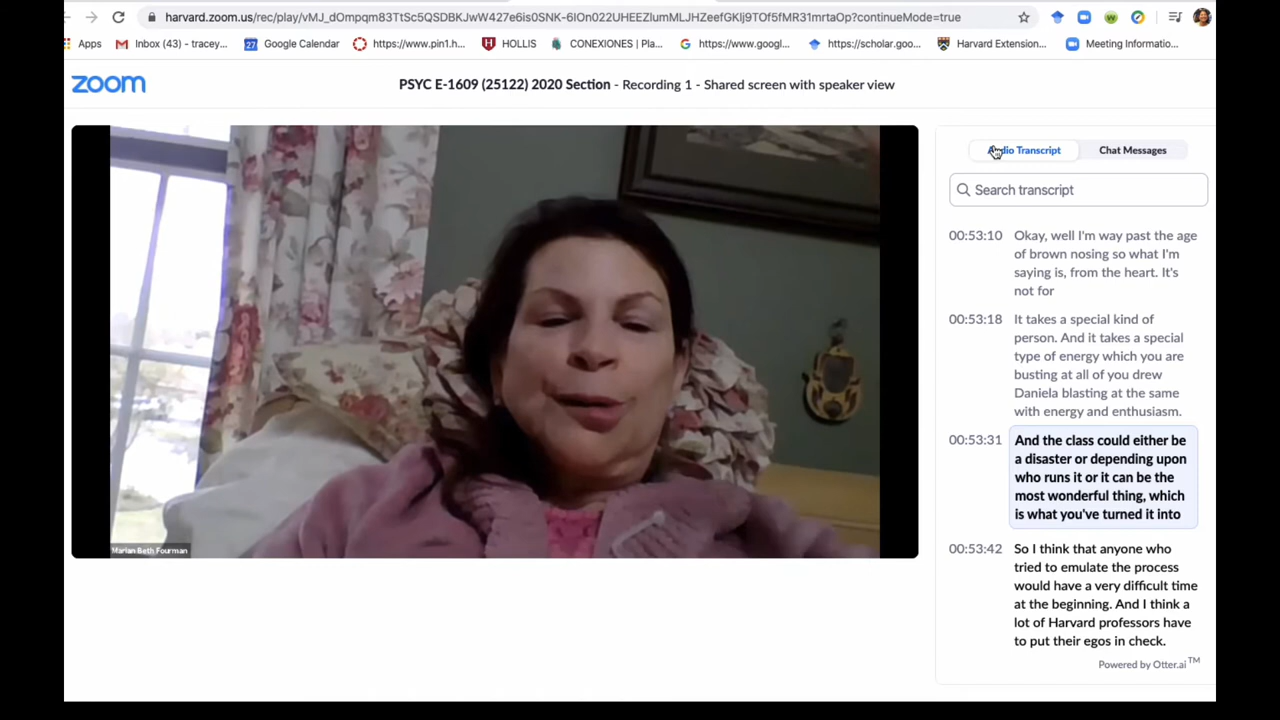 harvard.zoom.us/rec/play/vMJ_dOmpqm83TtSc5QSDBKJwW427e6is0SNK-6IOn022UHEEZlumMLJHZeefGKlj9TOf5fMR31mrtaOp?continueMode=true
Apps Inbox (43) - tracey... 27 Google Calendar https://www.pin1.h... HOLLIS CONEXIONES | Pla... https://www.googl... https://scholar.goo... Harvard Extension... Meeting Informatio...
zoom
PSYC E-1609 (25122) 2020 Section - Recording 1 - Shared screen with speaker view
Audio Transcript Chat Messages
Search transcript
00:53:10 Okay, well I'm way past the age
of brown nosing so what I'm
saying is, from the heart. It's
not for
00:53:18 It takes a special kind of
person. And it takes a special
type of energy which you are
busting at all of you drew
Daniela blasting at the same
with energy and enthusiasm.
00:53:31 And the class could either be
a disaster or depending upon
who runs it or it can be the
most wonderful thing, which
is what you've turned it into
00:53:42 So I think that anyone who
tried to emulate the process
would have a very difficult time
at the beginning. And I think a
lot of Harvard professors have
to put their egos in check.
Powered by Otter.ai TM
Marian Beth Fourman